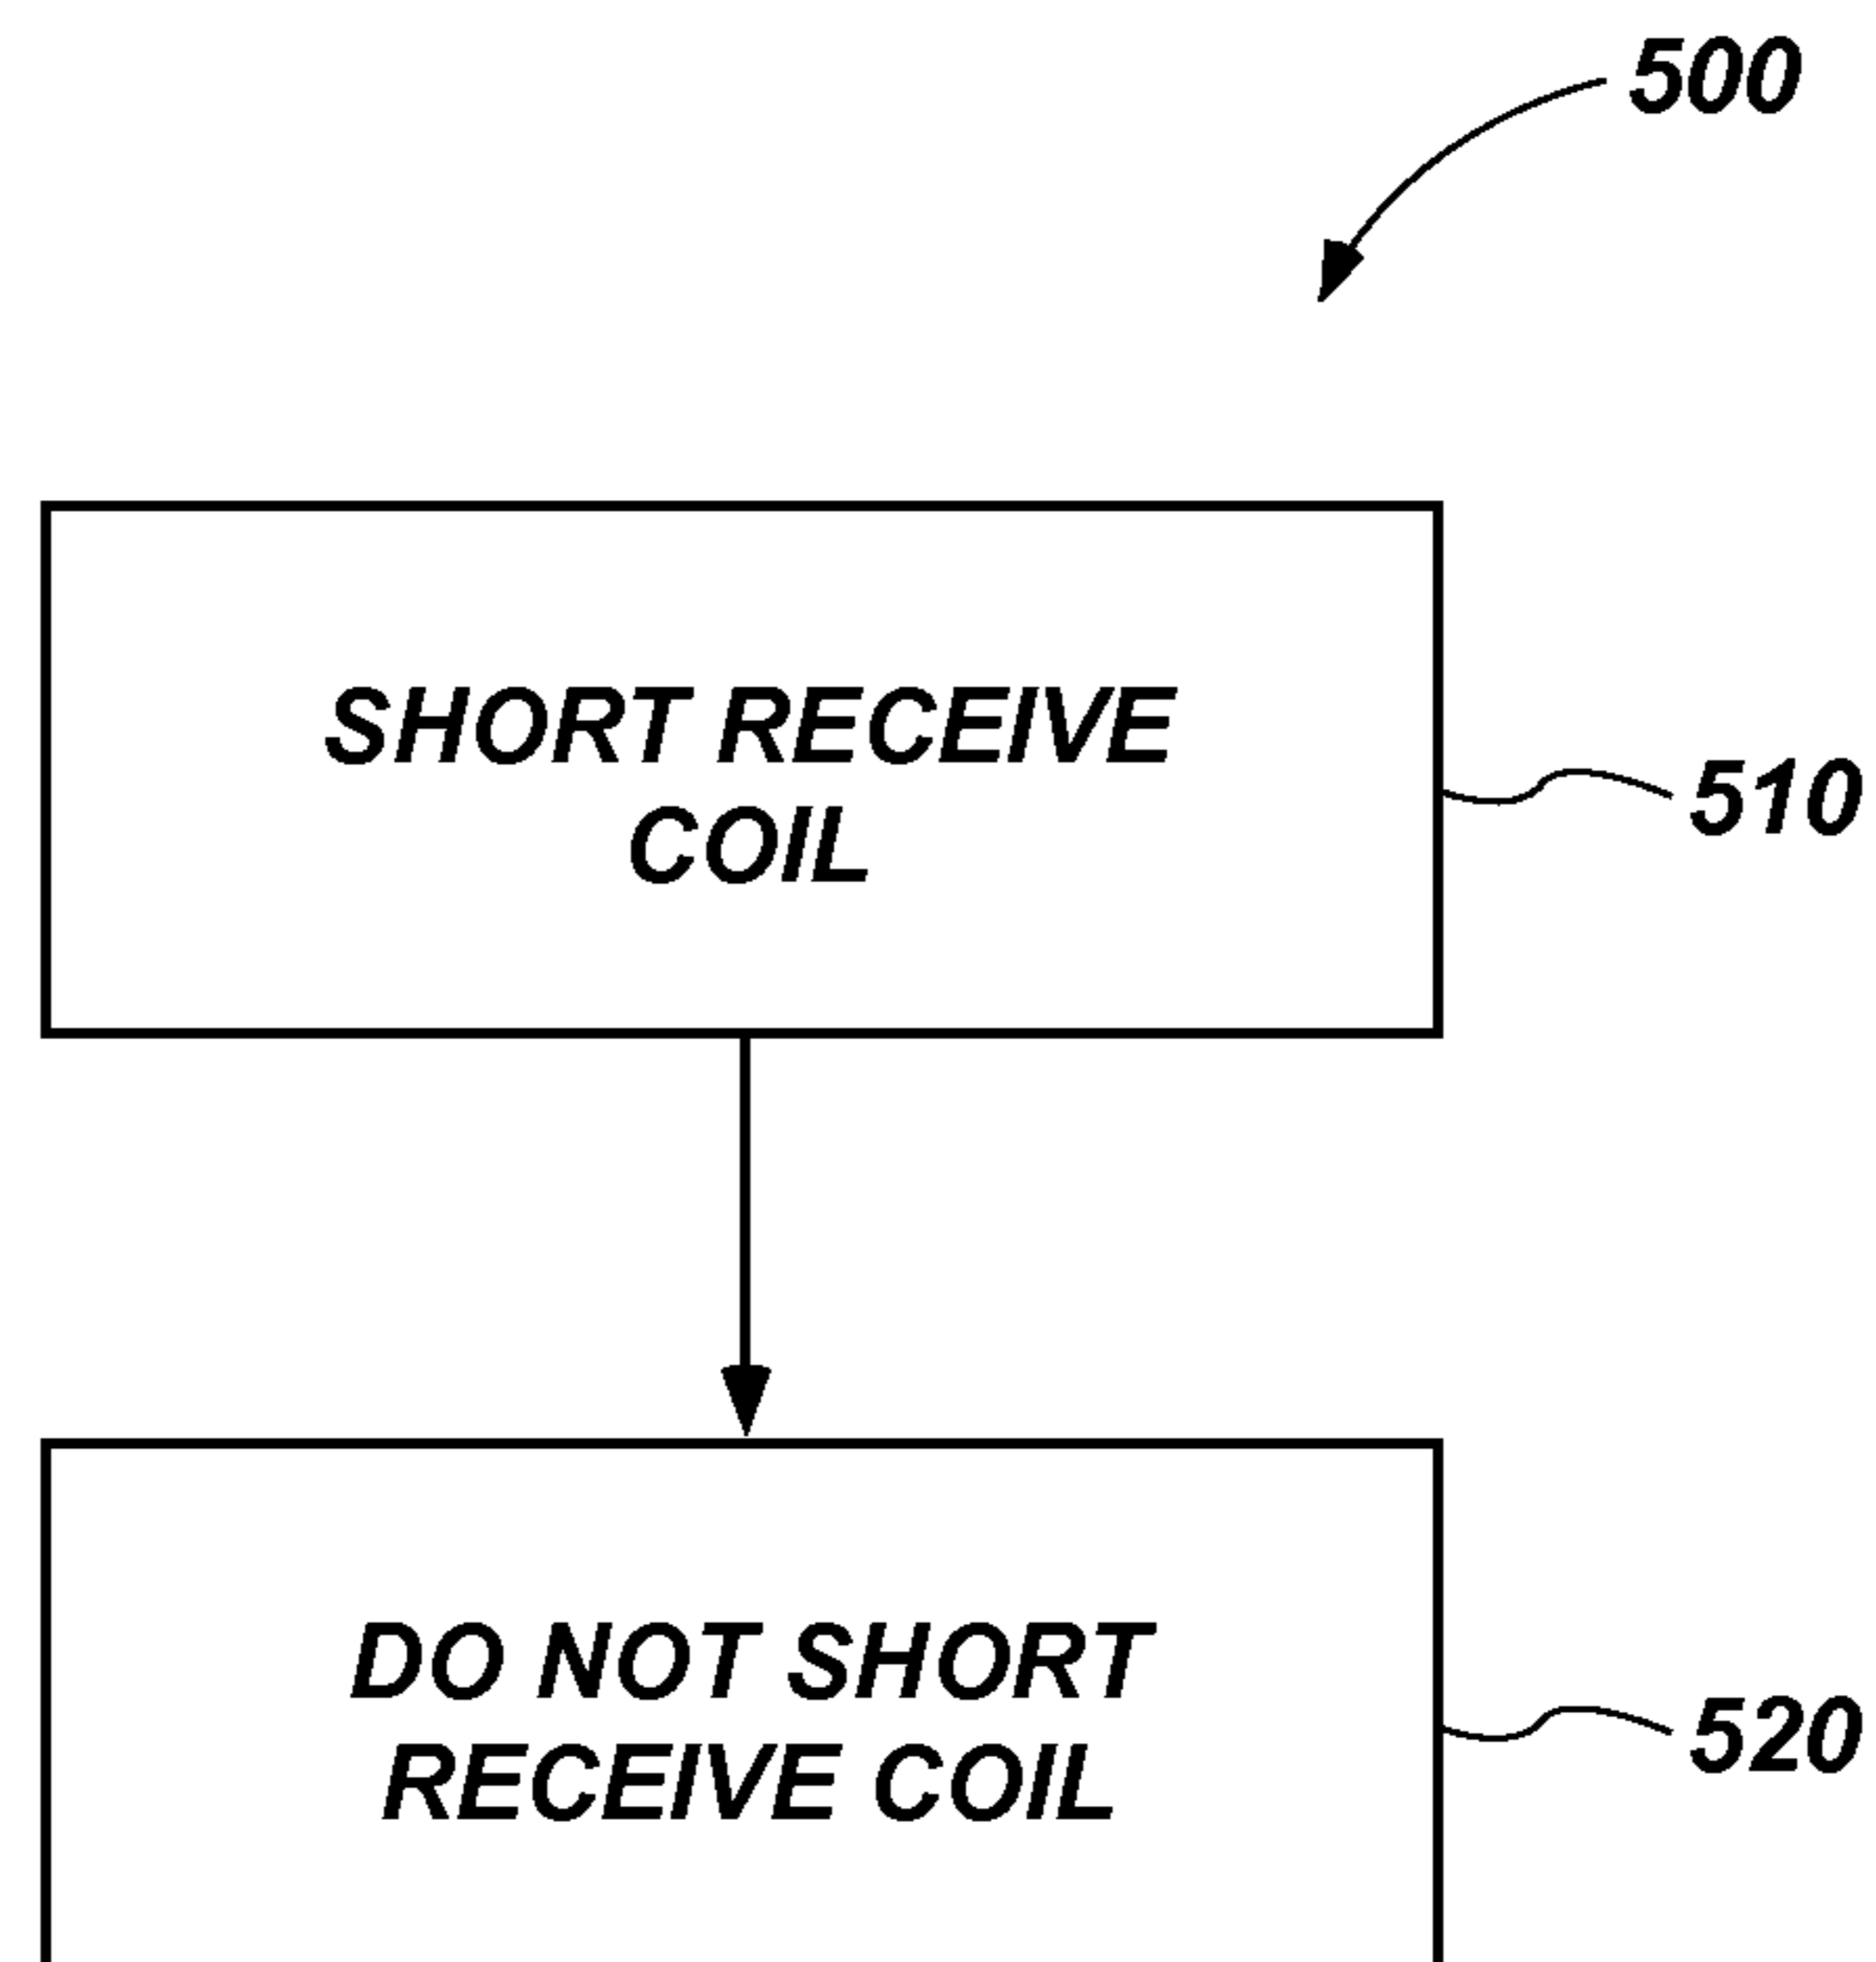 500
SHORT RECEIVE
COIL
510
DO NOT SHORT
RECEIVE COIL
520